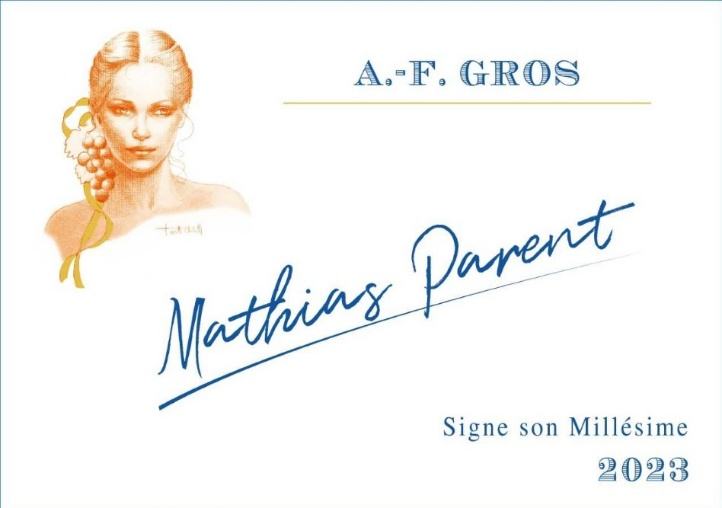 A.-F. GROS
Mathias Parent
Signe son Millésime
2023